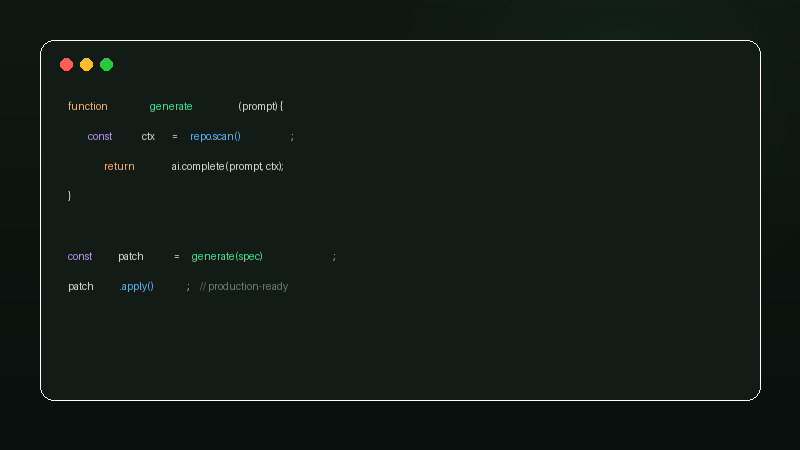 function generate (prompt) {
const ctx = repo.scan() ;
return ai.complete(prompt, ctx);
}
const patch = generate(spec) ;
patch .apply() ; // production-ready